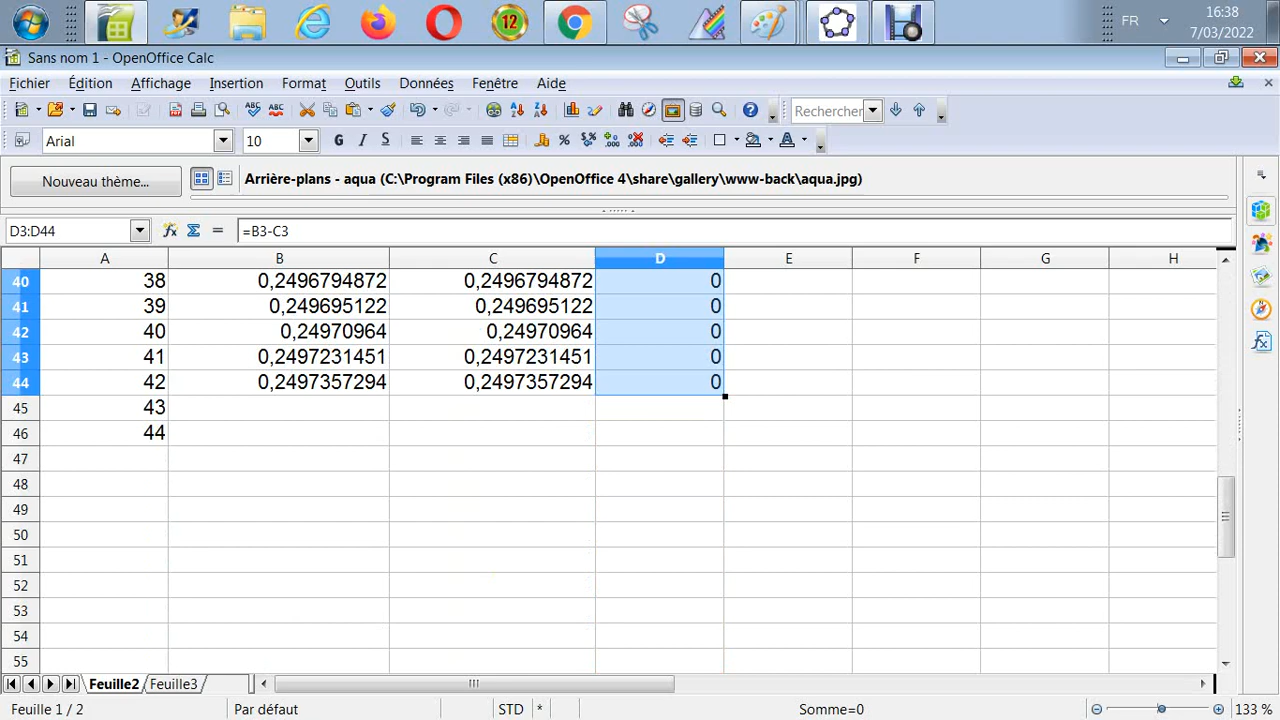 12
FR
16:38
7/03/2022
Sans nom 1 - OpenOffice Calc
Fichier Édition Affichage Insertion Format Outils Données Fenêtre Aide
Rechercher
Arial 10 G I S
Nouveau thème...
Arrière-plans - aqua (C:\Program Files (x86)\OpenOffice 4\share\gallery\www-back\aqua.jpg)
D3:D44 =B3-C3
A B C D E F G H
40 38 0,2496794872 0,2496794872 0
41 39 0,249695122 0,249695122 0
42 40 0,24970964 0,24970964 0
43 41 0,2497231451 0,2497231451 0
44 42 0,2497357294 0,2497357294 0
45 43
46 44
47
48
49
50
51
52
53
54
55
Feuille2 Feuille3
Feuille 1 / 2 Par défaut STD * Somme=0 133 %